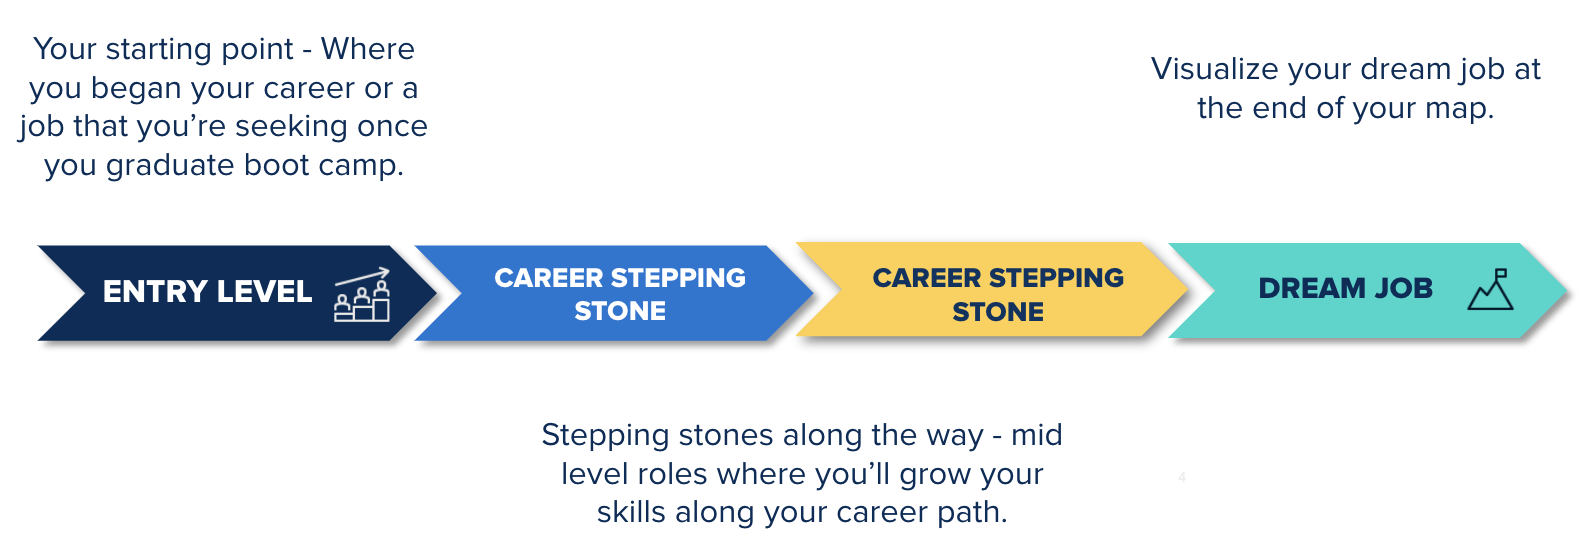 Your starting point - Where
you began your career or a
job that you're seeking once
you graduate boot camp.
Visualize your dream job at
the end of your map.
ENTRY LEVEL
CAREER STEPPING
STONE
CAREER STEPPING
STONE
DREAM JOB
Stepping stones along the way - mid
level roles where you'll grow your
skills along your career path.
4